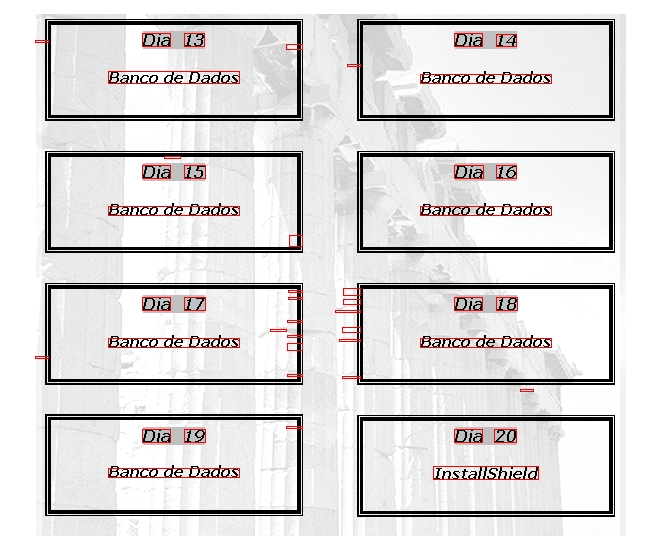 Dia 13
Banco de Dados
Dia 14
Banco de Dados
Dia 15
Banco de Dados
Dia 16
Banco de Dados
Dia 17
Banco de Dados
Dia 18
Banco de Dados
Dia 19
Banco de Dados
Dia 20
InstallShield